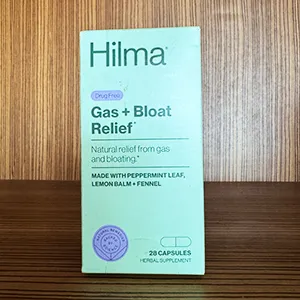 Hilma
Drug Free
Gas + Bloat
Relief*
Natural relief from gas
and bloating.*
MADE WITH PEPPERMINT LEAF,
LEMON BALM + FENNEL
28 CAPSULES
HERBAL SUPPLEMENT